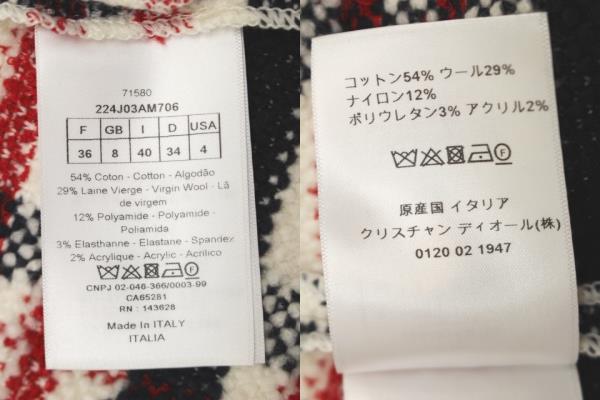 71580
224J03AM706
F GB I D USA
36 8 40 34 4
54% Coton - Cotton - Algodão
29% Laine Vierge - Virgin Wool - Lã
de virgem
12% Polyamide - Polyamide -
Poliamida
3% Elasthanne - Elastane - Spandez
2% Acrylique - Acrylic - Acrilico
CNPJ 02-046-366/0003-99
CA65281
RN : 143628
Made In ITALY
ITALIA
コットン54% ウール29%
ナイロン12%
ポリウレタン3% アクリル2%
原産国 イタリア
クリスチャン ディオール(株)
0120 02 1947